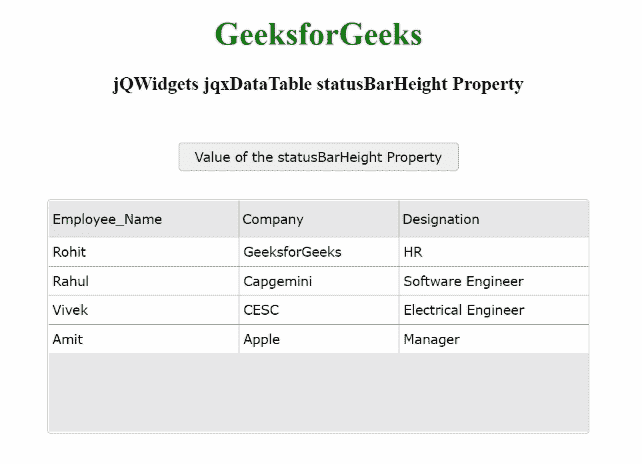 GeeksforGeeks
jQWidgets jqxDataTable statusBarHeight Property
Value of the statusBarHeight Property
Employee_Name Company Designation
Rohit GeeksforGeeks HR
Rahul Capgemini Software Engineer
Vivek CESC Electrical Engineer
Amit Apple Manager